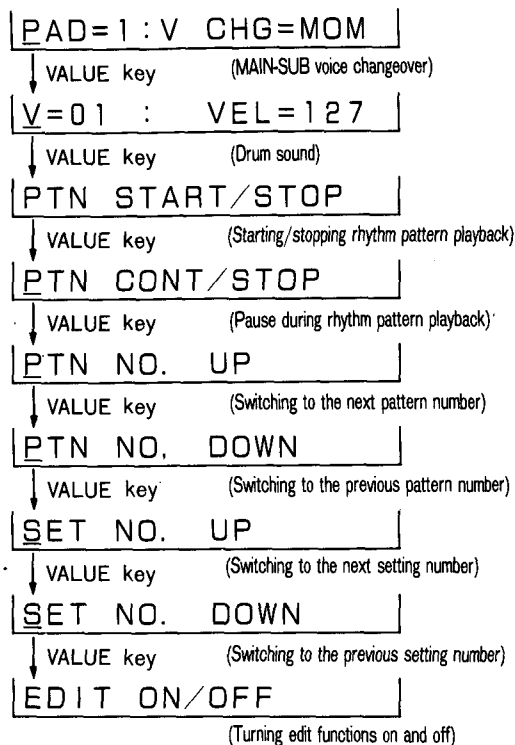 PAD=1:V CHG=MOM
VALUE key (MAIN-SUB voice changeover)
V=01 : VEL=127
VALUE key (Drum sound)
PTN START/STOP
VALUE key (Starting/stopping rhythm pattern playback)
PTN CONT/STOP
VALUE key (Pause during rhythm pattern playback)
PTN NO. UP
VALUE key (Switching to the next pattern number)
PTN NO. DOWN
VALUE key (Switching to the previous pattern number)
SET NO. UP
VALUE key (Switching to the next setting number)
SET NO. DOWN
VALUE key (Switching to the previous setting number)
EDIT ON/OFF
(Turning edit functions on and off)